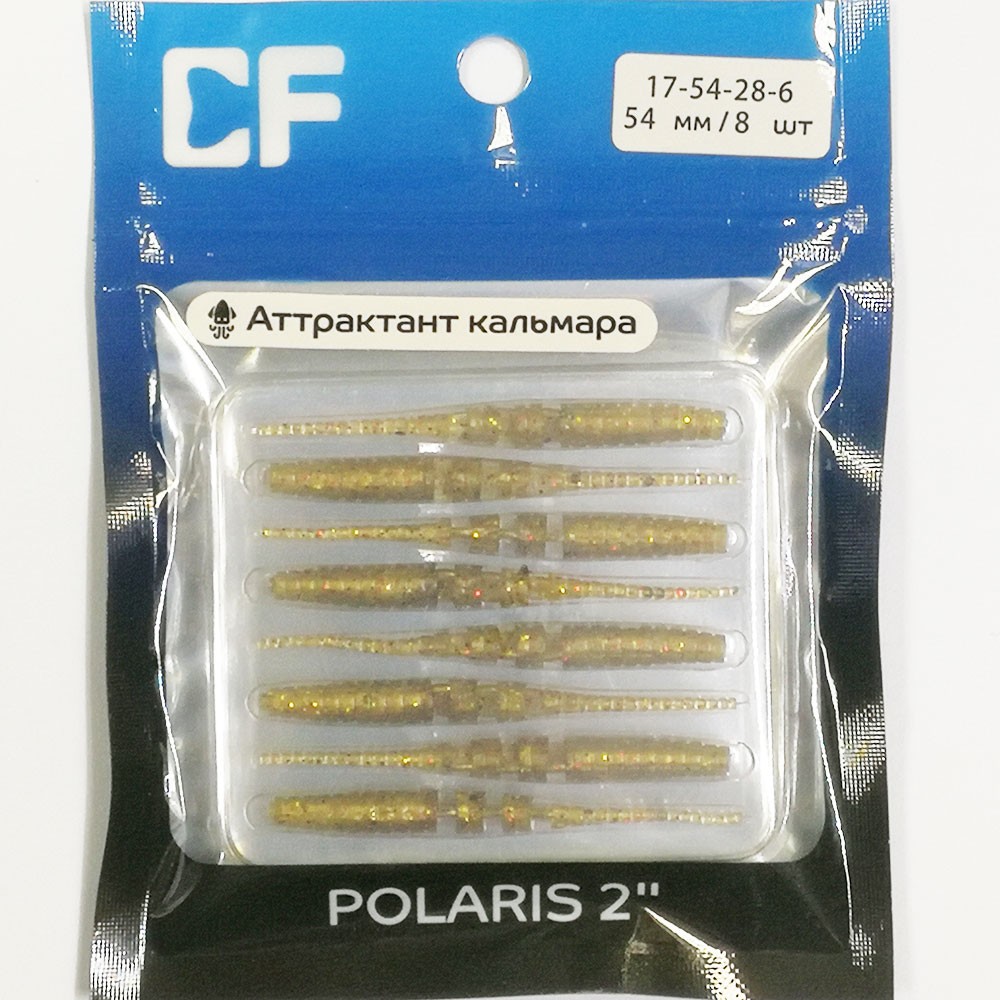 CF
17-54-28-6
54 мм / 8 шт
Аттрактант кальмара
POLARIS 2"